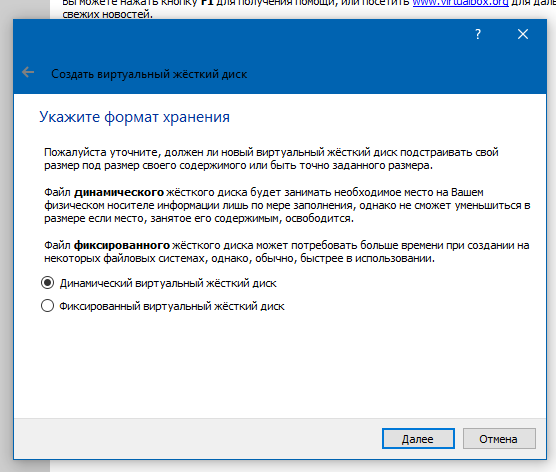 Вы можете нажать кнопку F1 для получения помощи, или посетить www.virtualbox.org для
свежих новостей.
?
Создать виртуальный жёсткий диск
Укажите формат хранения
Пожалуйста уточните, должен ли новый виртуальный жёсткий диск подстраивать свой
размер под размер своего содержимого или быть точно заданного размера.
Файл динамического жёсткого диска будет занимать необходимое место на Вашем
физическом носителе информации лишь по мере заполнения, однако не сможет уменьшиться в
размере если место, занятое его содержимым, освободится.
Файл фиксированного жёсткого диска может потребовать больше времени при создании на
некоторых файловых системах, однако, обычно, быстрее в использовании.
Динамический виртуальный жёсткий диск
Фиксированный виртуальный жёсткий диск
Далее
Отмена